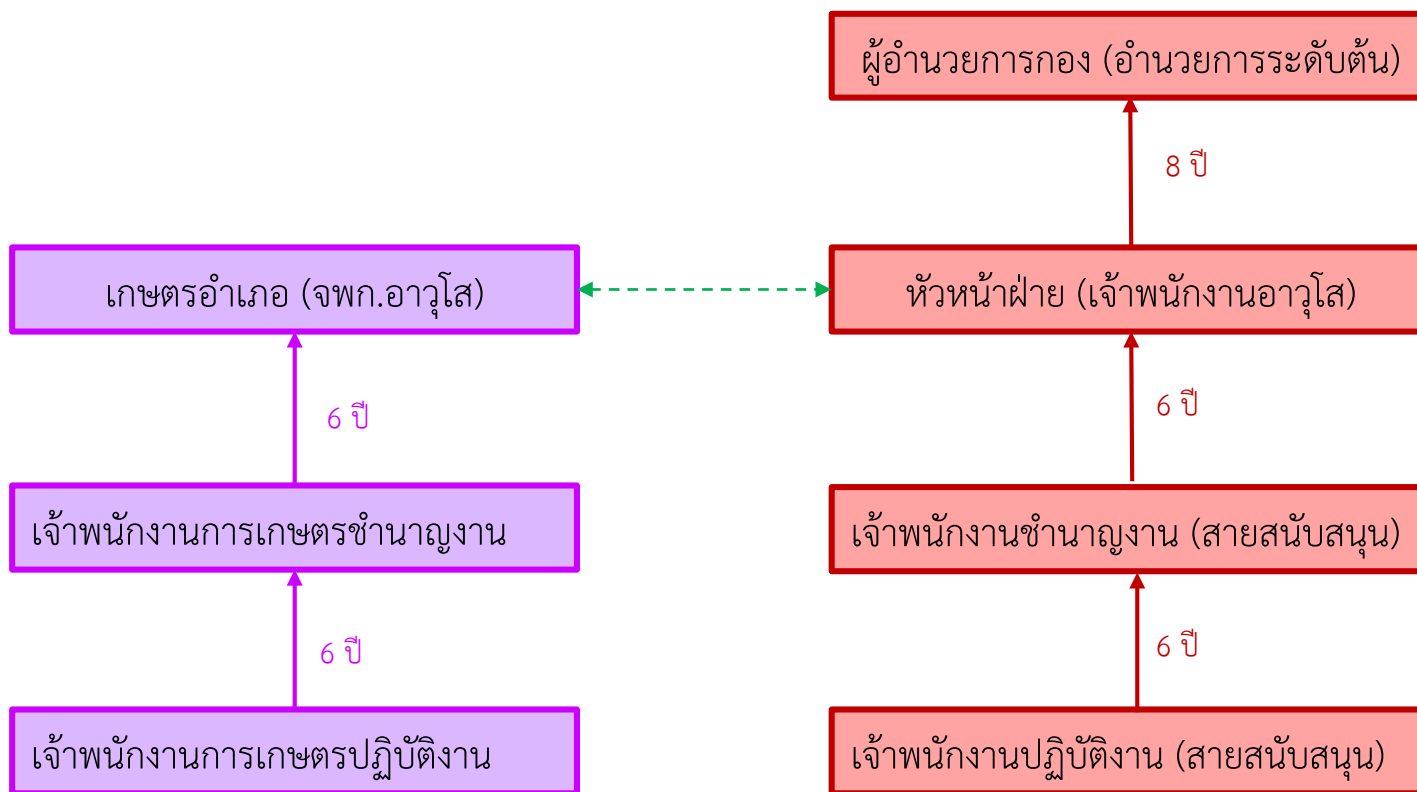 ผู้อำนวยการกอง (อำนวยการระดับต้น)
8 ปี
เกษตรอำเภอ (จพก.อาวุโส)
หัวหน้าฝ่าย (เจ้าพนักงานอาวุโส)
6 ปี
6 ปี
เจ้าพนักงานการเกษตรชำนาญงาน
เจ้าพนักงานชำนาญงาน (สายสนับสนุน)
6 ปี
6 ปี
เจ้าพนักงานการเกษตรปฏิบัติงาน
เจ้าพนักงานปฏิบัติงาน (สายสนับสนุน)